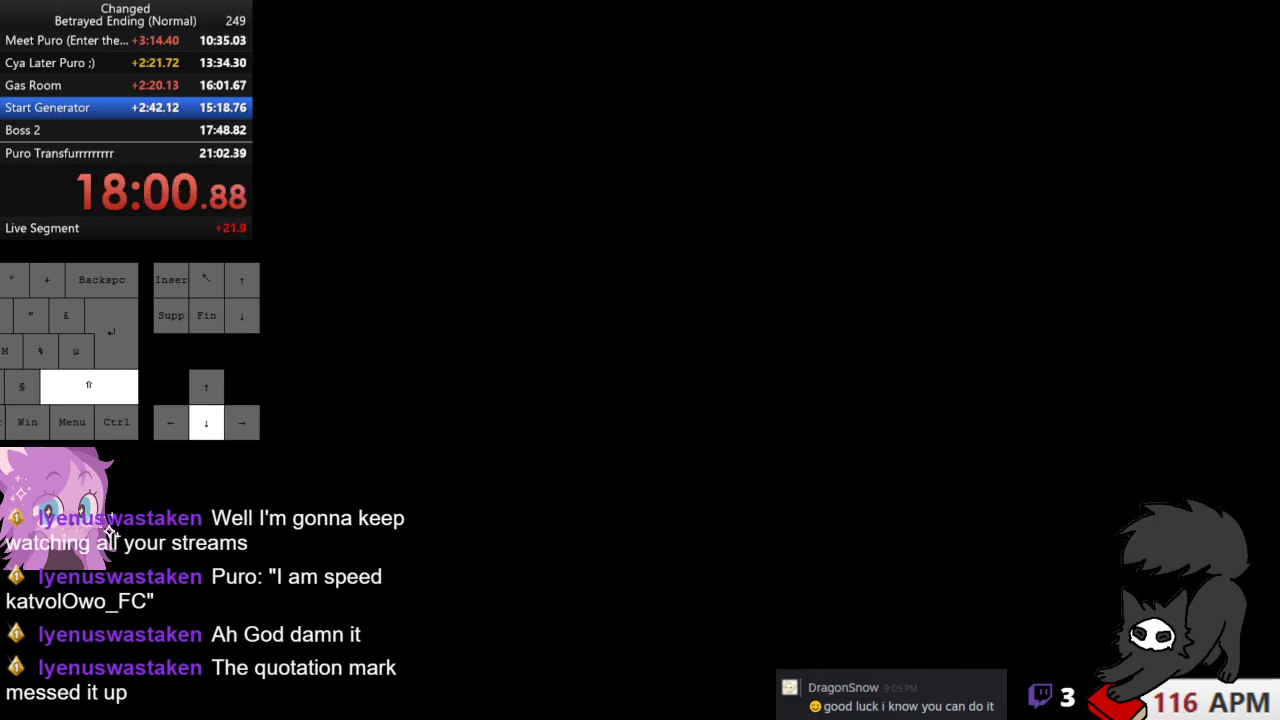 Changed
Betrayed Ending (Normal) 249
Meet Puro (Enter the... +3:14.40 10:35.03
Cya Later Puro ;) +2:21.72 13:34.30
Gas Room +2:20.13 16:01.67
Start Generator +2:42.12 15:18.76
Boss 2 17:48.82
Puro Transfurrrrrrrrr 21:02.39
18:00.88
Live Segment +21.9
° + Backspc Inser ↖ ↑
" £ ↵ Supp Fin ↓
M % µ
§ ⇧ ↑
Win Menu Ctrl ← ↓ →
lyenuswastaken Well I'm gonna keep
watching all your streams
lyenuswastaken Puro: "I am speed
katvolOwo_FC"
lyenuswastaken Ah God damn it
lyenuswastaken The quotation mark
messed it up
DragonSnow 9:05 PM
😊good luck i know you can do it
3
116 APM